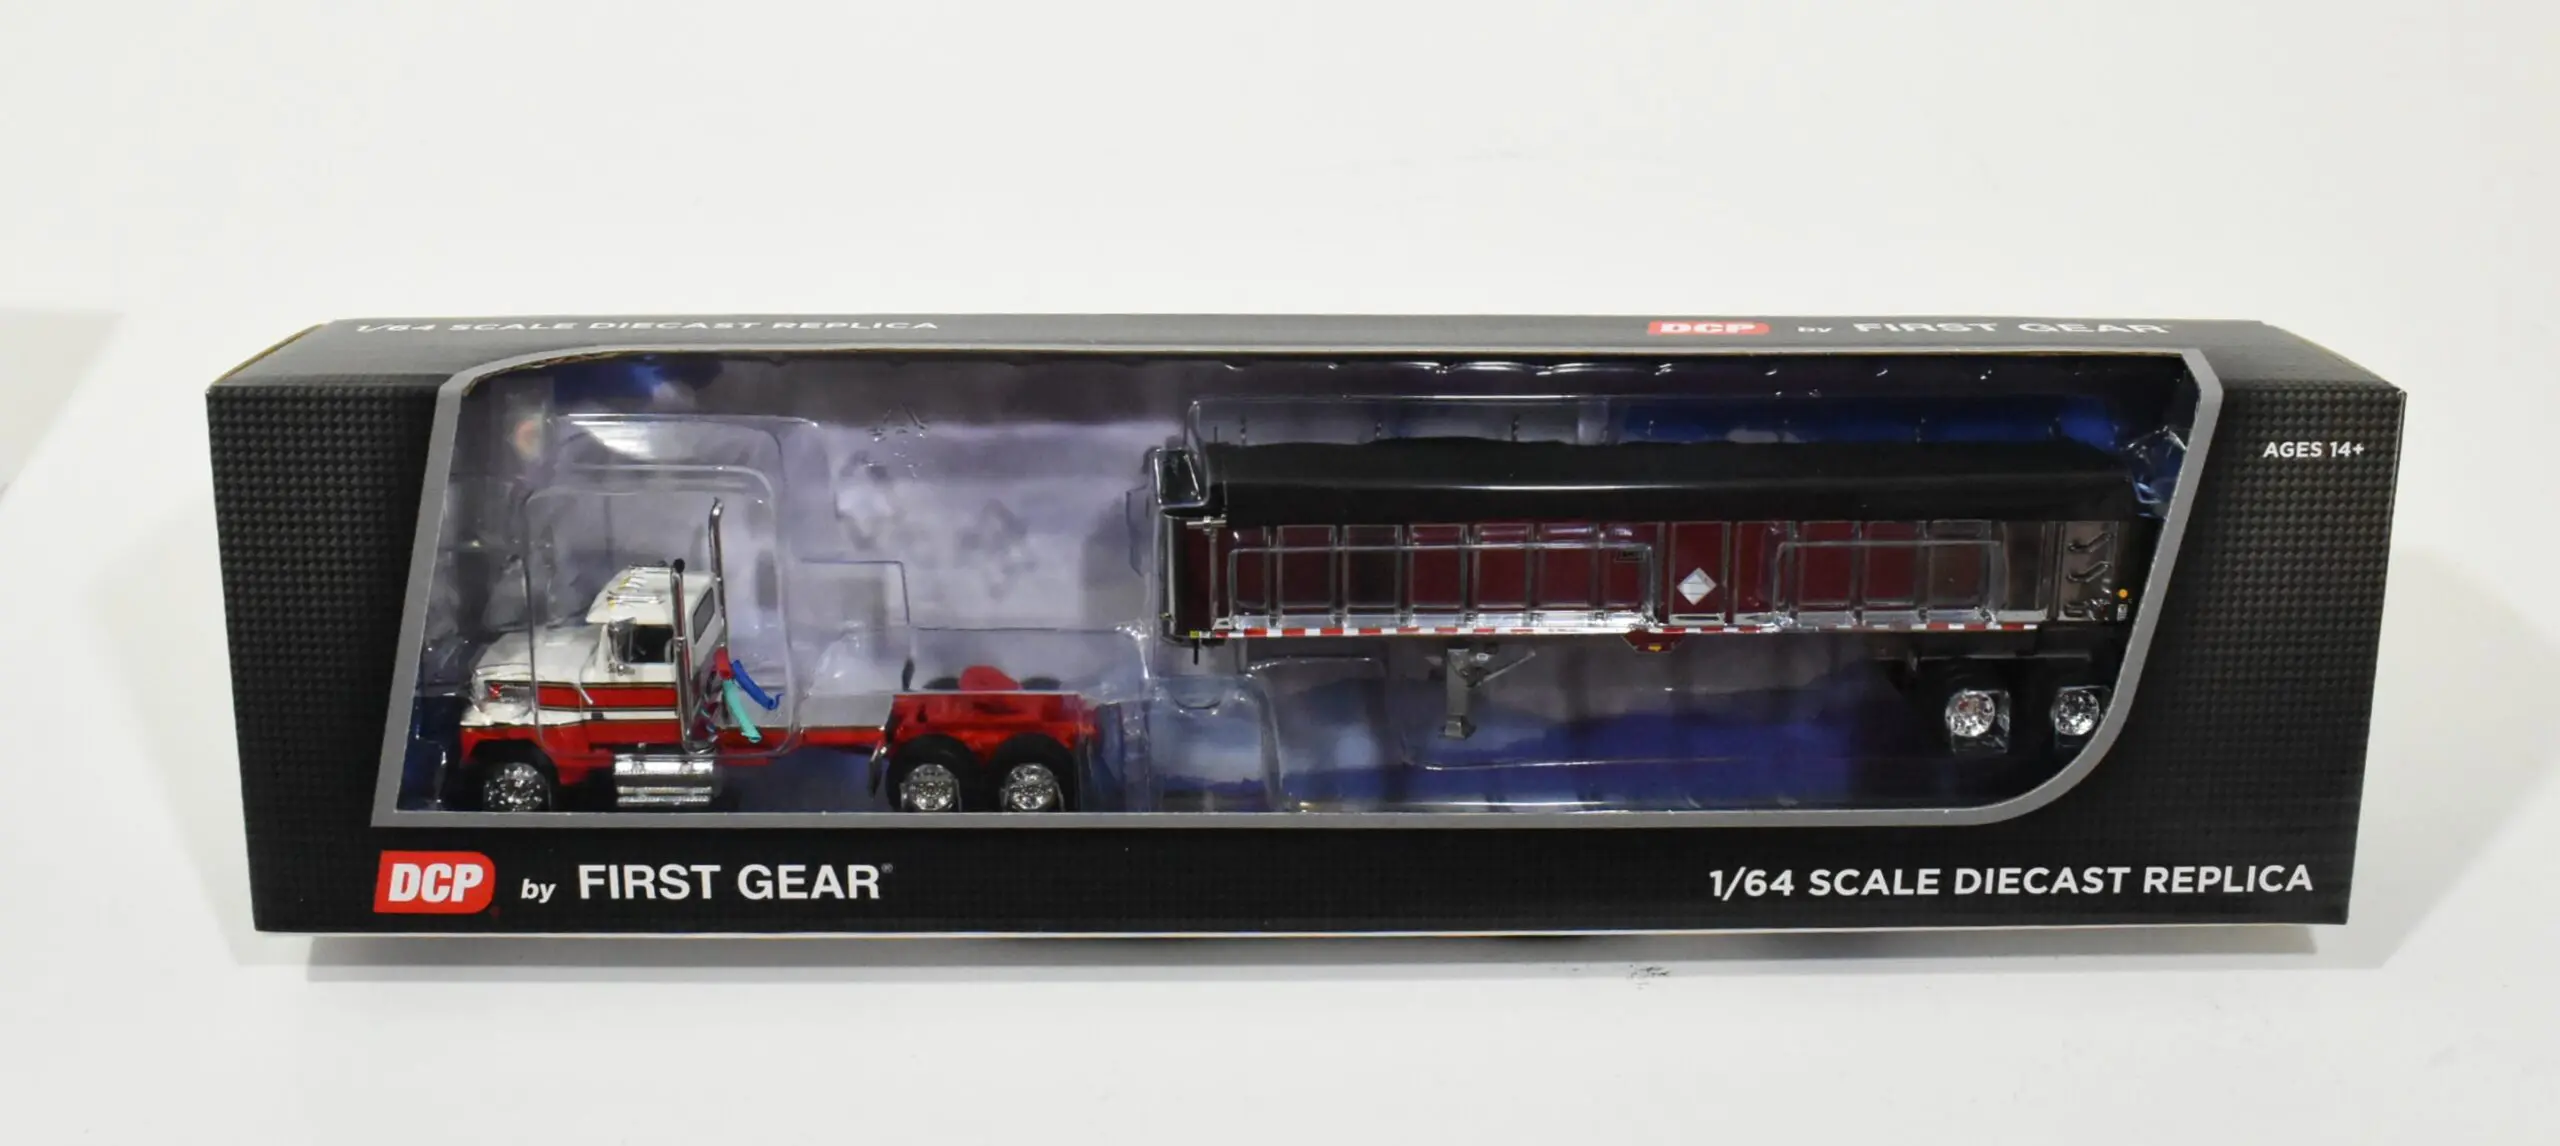 1/64 SCALE DIECAST REPLICA
DCP by FIRST GEAR®
AGES 14+
DCP by FIRST GEAR®
1/64 SCALE DIECAST REPLICA